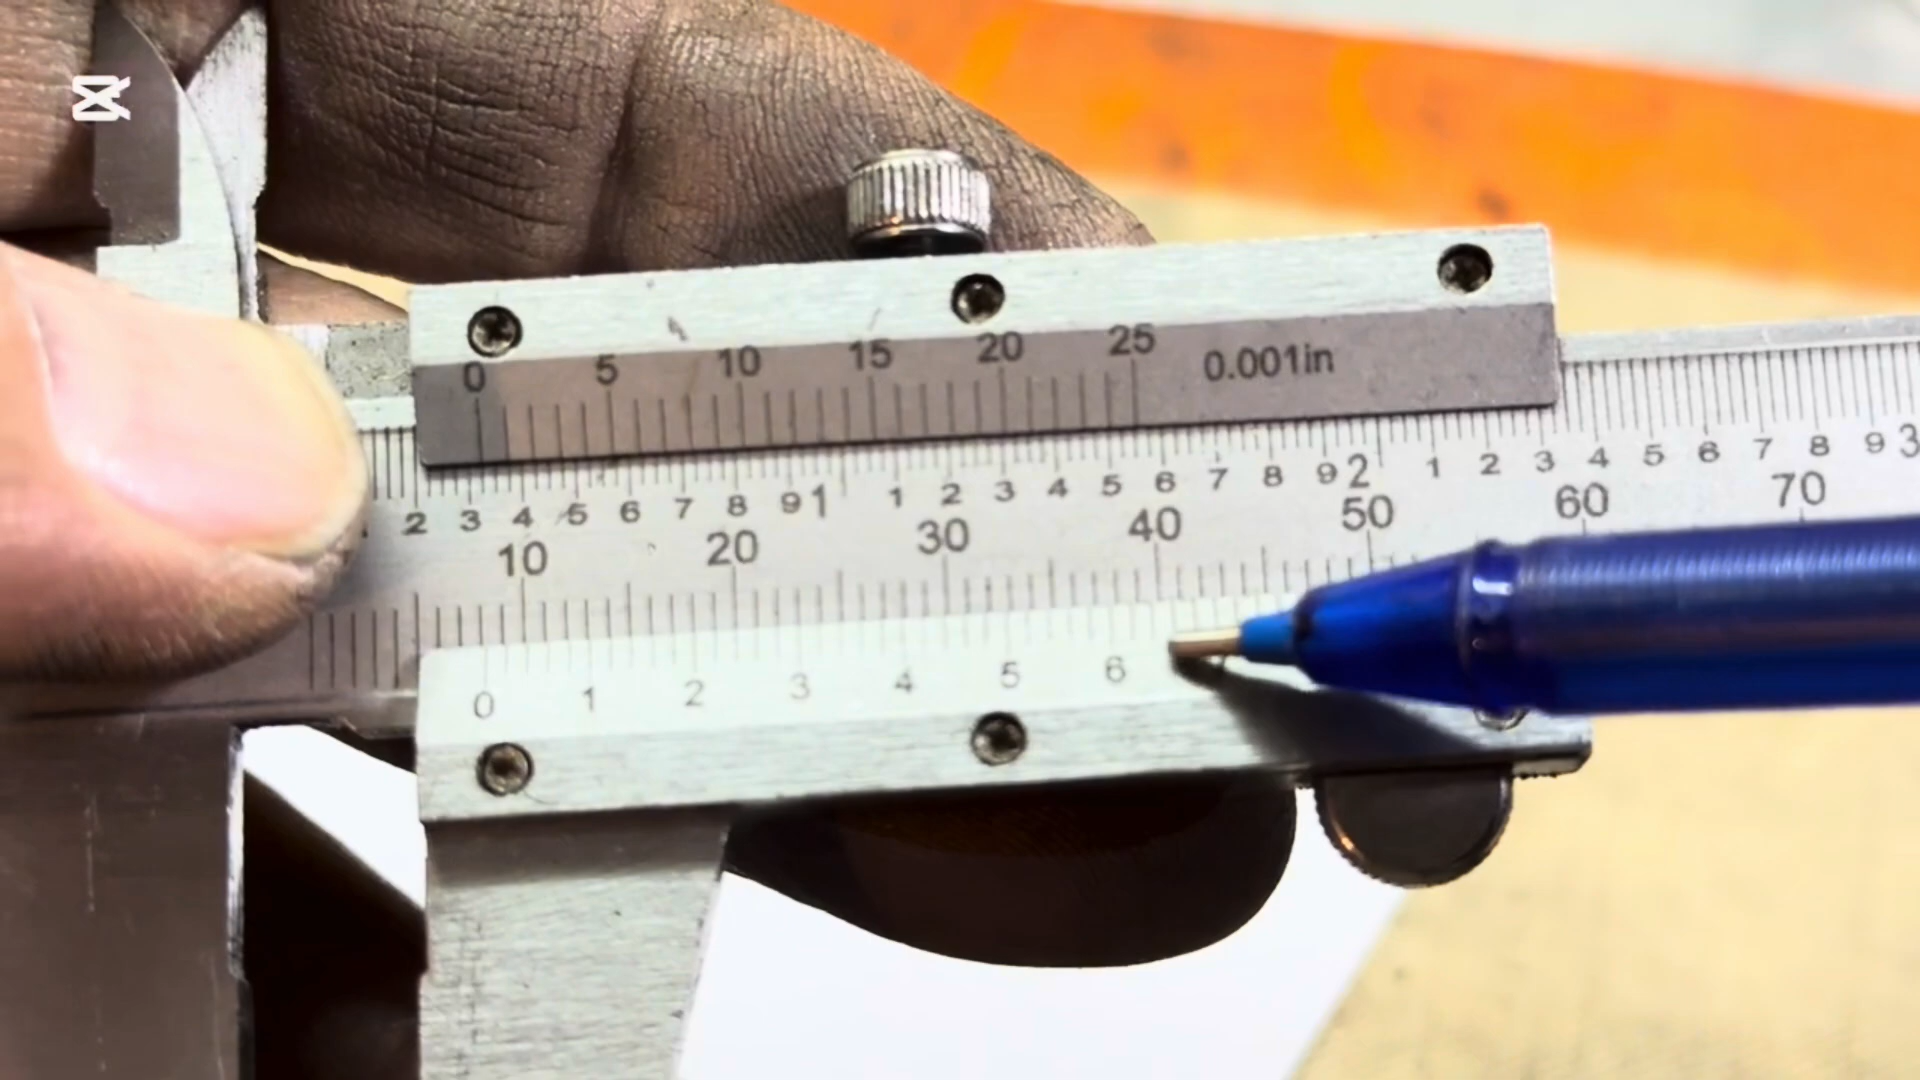 0 5 10 15 20 25 0.001in
2 3 4 5 6 7 8 9 1 1 2 3 4 5 6 7 8 9 2 1 2 3 4 5 6 7 8 9 3
10 20 30 40 50 60 70
0 1 2 3 4 5 6